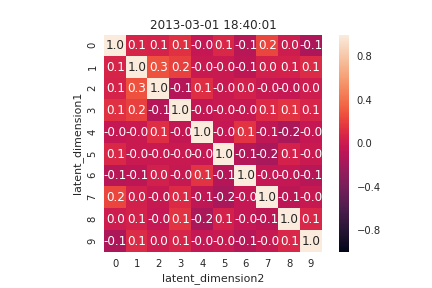 2013-03-01 18:40:01
latent_dimension1
0 1.0 0.1 0.1 0.1 -0.0 0.1 -0.1 0.2 0.0 -0.1
1 0.1 1.0 0.3 0.2 -0.0 -0.0 -0.1 0.0 0.1 0.1
2 0.1 0.3 1.0 -0.1 0.1 -0.0 0.0 -0.0 -0.0 0.0
3 0.1 0.2 -0.1 1.0 -0.0 -0.0 -0.0 0.1 0.1 0.1
4 -0.0 -0.0 0.1 -0.0 1.0 -0.0 0.1 -0.1 -0.2 -0.0
5 0.1 -0.0 -0.0 -0.0 -0.0 1.0 -0.1 -0.2 0.1 -0.0
6 -0.1 -0.1 0.0 -0.0 0.1 -0.1 1.0 -0.0 -0.0 -0.1
7 0.2 0.0 -0.0 0.1 -0.1 -0.2 -0.0 1.0 -0.1 0.0
8 0.0 0.1 -0.0 0.1 -0.2 0.1 -0.0 -0.1 1.0 0.1
9 -0.1 0.1 0.0 0.1 -0.0 -0.0 -0.1 0.0 0.1 1.0
0 1 2 3 4 5 6 7 8 9
latent_dimension2
0.8
0.4
0.0
-0.4
-0.8